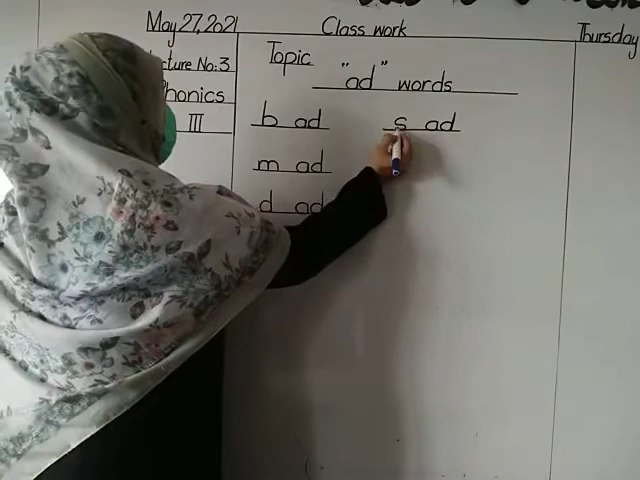 May 27, 2021 Class work Thursday
Lecture No:3
Phonics
III
Topic
"ad" words
b ad s ad
m ad
d ad